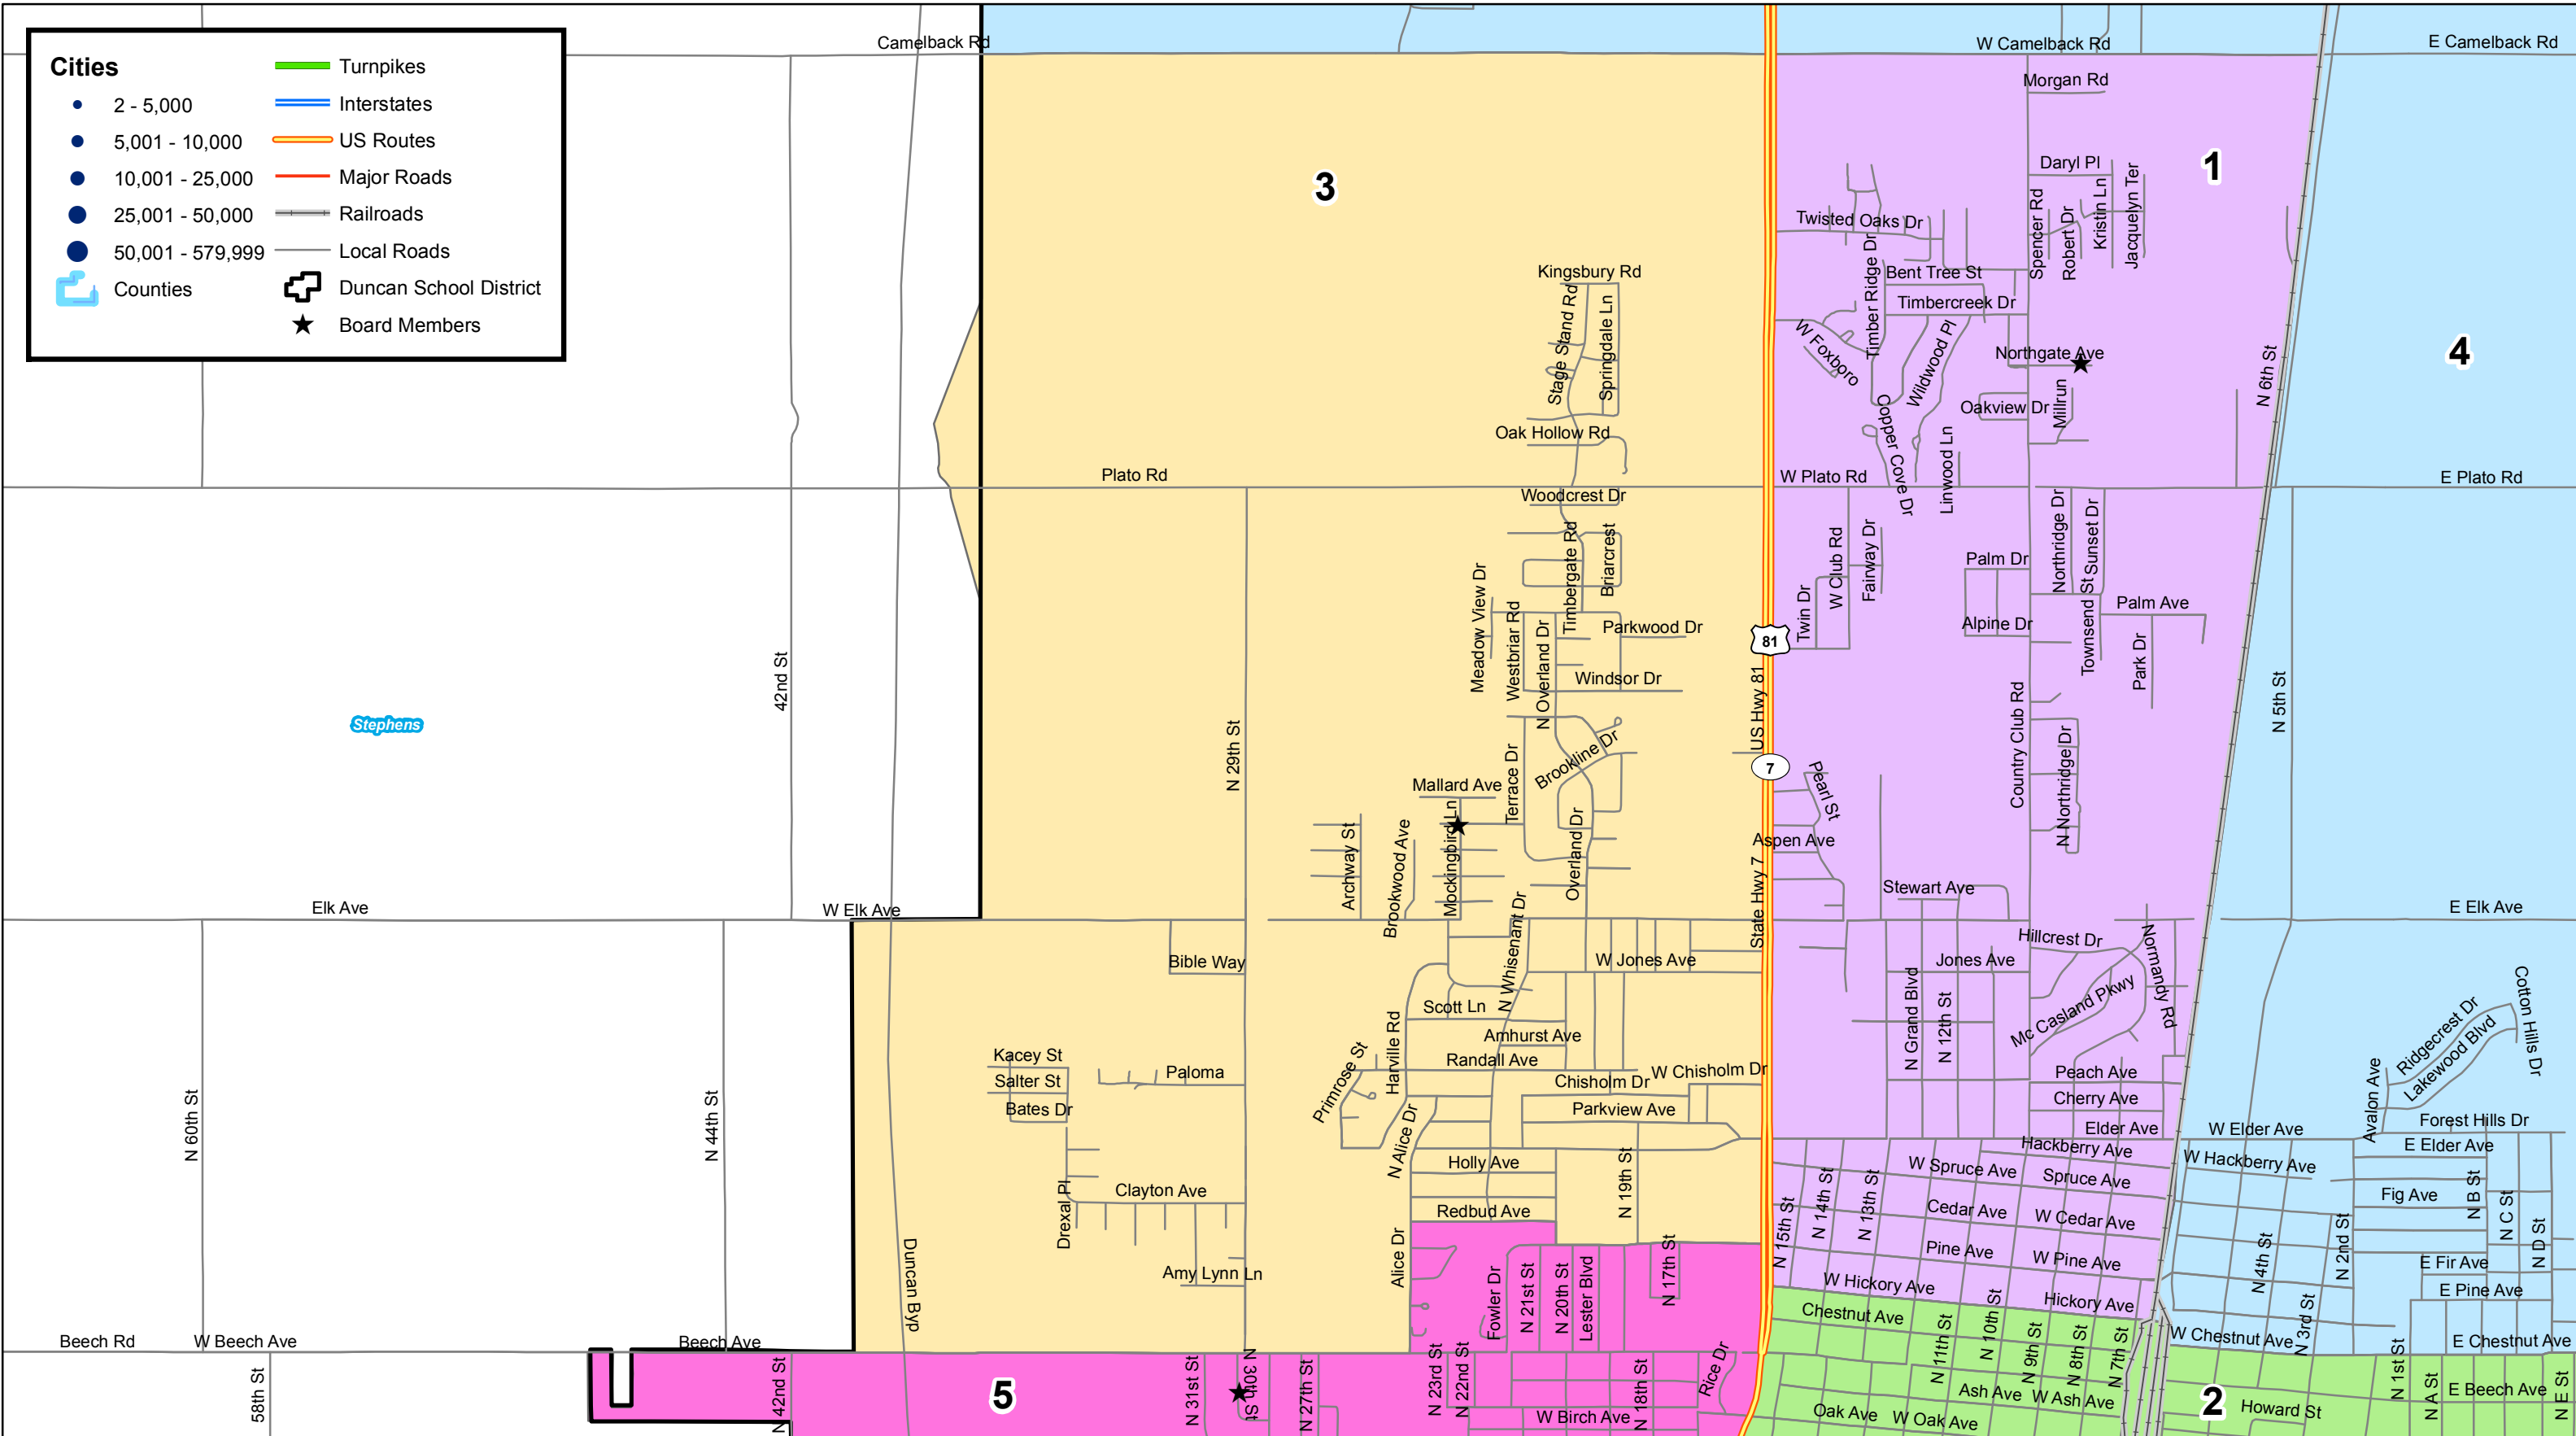 Cities
2 - 5,000
5,001 - 10,000
10,001 - 25,000
25,001 - 50,000
50,001 - 579,999
Counties
Turnpikes
Interstates
US Routes
Major Roads
Railroads
Local Roads
Duncan School District
Board Members
Camelback Rd
W Camelback Rd
E Camelback Rd
Morgan Rd
3
1
Daryl Pl
Spencer Rd
Robert Dr
Kristin Ln
Jacquelyn Ter
Twisted Oaks Dr
Timber Ridge Dr
Bent Tree St
Timbercreek Dr
Kingsbury Rd
Stage Stand Rd
Springdale Ln
W Foxboro
Wildwood Pl
Northgate Ave
N 6th St
4
Copper Cove Dr
Oakview Dr
Millrun
Linwood Ln
Oak Hollow Rd
Plato Rd
W Plato Rd
E Plato Rd
Woodcrest Dr
Timbergate Rd
Briarcrest
W Club Rd
Fairway Dr
Northridge Dr
Sunset Dr
Palm Dr
Twin Dr
Townsend St
Palm Ave
Meadow View Dr
Westbriar Rd
N Overland Dr
Parkwood Dr
81
Alpine Dr
Park Dr
42nd St
Windsor Dr
US Hwy 81
Country Club Rd
N 5th St
Stephens
N 29th St
Terrace Dr
Brookline Dr
7
Pearl St
N Northridge Dr
Mallard Ave
Mockingbird Ln
Archway St
Brookwood Ave
Overland Dr
Aspen Ave
State Hwy 7
Stewart Ave
Elk Ave
W Elk Ave
E Elk Ave
N Whisenant Dr
Bible Way
W Jones Ave
Jones Ave
Hillcrest Dr
Normandy Rd
Mc Casland Pkwy
N Grand Blvd
N 12th St
Ridgecrest Dr
Lakewood Blvd
Cotton Hills Dr
Scott Ln
Amhurst Ave
Randall Ave
Harville Rd
Primrose St
Kacey St
Salter St
Bates Dr
Paloma
Chisholm Dr
W Chisholm Dr
Parkview Ave
Peach Ave
Cherry Ave
Elder Ave
W Elder Ave
Avalon Ave
Forest Hills Dr
E Elder Ave
N 60th St
N 44th St
N Alice Dr
Holly Ave
N 19th St
Hackberry Ave
W Hackberry Ave
W Spruce Ave
Spruce Ave
Fig Ave
N B St
N C St
N D St
Drexal Pl
Clayton Ave
Redbud Ave
N 15th St
N 14th St
N 13th St
Cedar Ave
W Cedar Ave
Pine Ave
W Pine Ave
N 4th St
N 2nd St
E Fir Ave
E Pine Ave
Duncan Byp
Amy Lynn Ln
Alice Dr
Fowler Dr
N 21st St
N 20th St
Lester Blvd
N 17th St
W Hickory Ave
Hickory Ave
Chestnut Ave
W Chestnut Ave
N 3rd St
E Chestnut Ave
Beech Rd
W Beech Ave
Beech Ave
N 11th St
N 10th St
N 9th St
N 8th St
N 7th St
58th St
N 42nd St
5
N 31st St
N 30th St
N 27th St
N 23rd St
N 22nd St
N 18th St
Rice Dr
W Birch Ave
Ash Ave
W Ash Ave
Oak Ave
W Oak Ave
2
Howard St
N 1st St
N A St
E Beech Ave
N E St